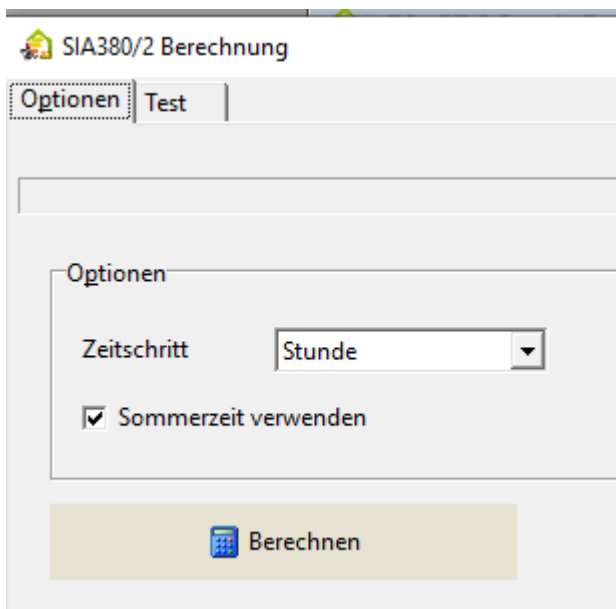 SIA380/2 Berechnung
Optionen Test
Optionen
Zeitschritt Stunde
Sommerzeit verwenden
Berechnen